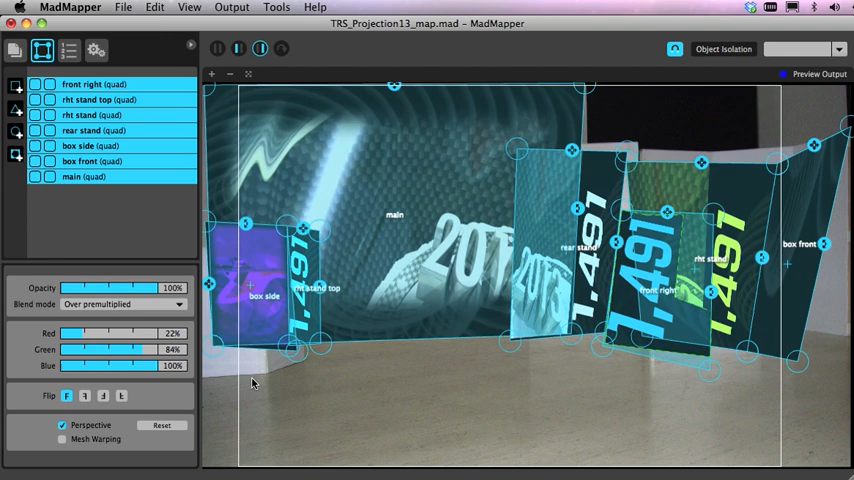 MadMapper File Edit View Output Tools Help
TRS_Projection13_map.mad – MadMapper
Object Isolation
Preview Output
front right (quad)
rht stand top (quad)
rht stand (quad)
rear stand (quad)
box side (quad)
box front (quad)
main (quad)
main
rear stand
rht stand
box front
box side
rht stand top
front right
201
2013
1.491
1.491
1.491
1.491
Opacity 100%
Blend mode Over premultiplied
Red 22%
Green 84%
Blue 100%
Flip F
Perspective Reset
Mesh Warping